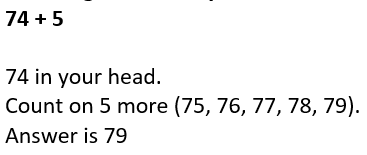 74 + 5
74 in your head.
Count on 5 more (75, 76, 77, 78, 79).
Answer is 79